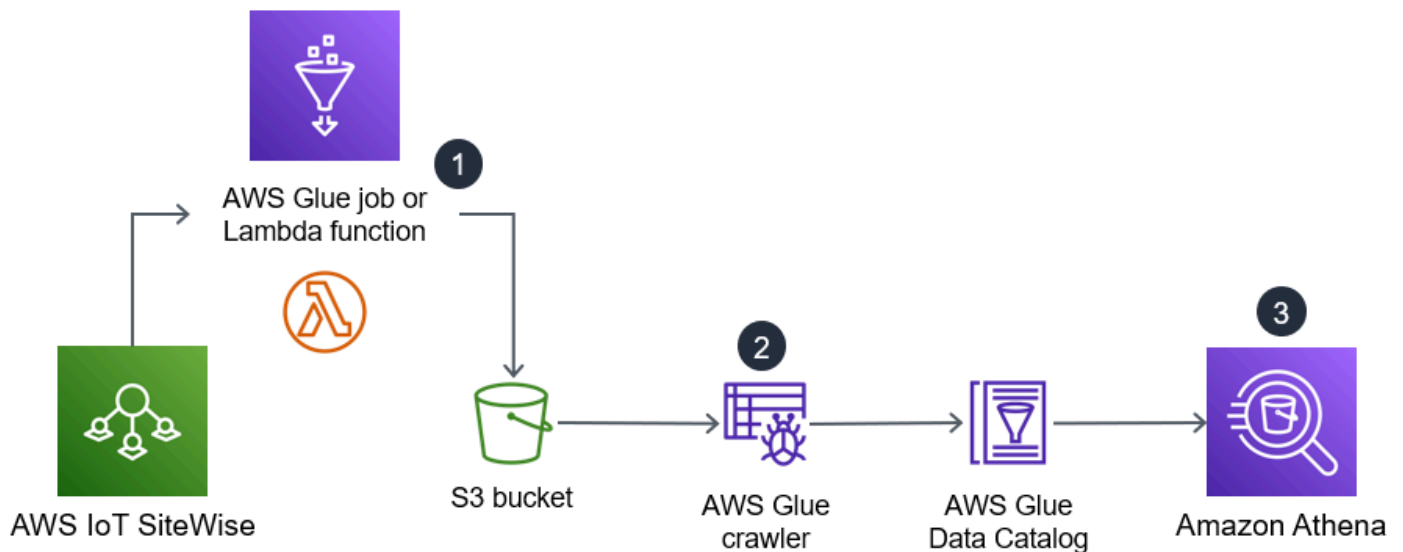 1
AWS Glue job or
Lambda function
2
3
AWS IoT SiteWise
S3 bucket
AWS Glue
crawler
AWS Glue
Data Catalog
Amazon Athena